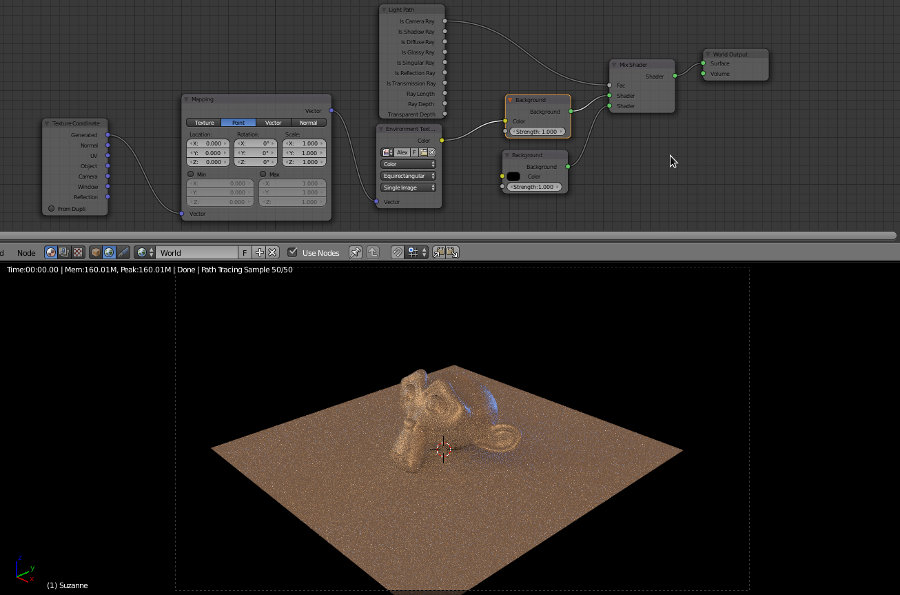 Light Path
Is Camera Ray
Is Shadow Ray
Is Diffuse Ray
Is Glossy Ray
Is Singular Ray
Is Reflection Ray
Is Transmission Ray
Ray Length
Ray Depth
Transparent Depth
World Output
Surface
Volume
Mix Shader
Shader
Fac
Shader
Shader
Background
Background
Color
Strength: 1.000
Background
Background
Color
Strength: 1.000
Mapping
Vector
Texture Point Vector Normal
Location: Rotation: Scale:
X: 0.000 X: 0° X: 1.000
Y: 0.000 Y: 0° Y: 1.000
Z: 0.000 Z: 0° Z: 1.000
Min Max
X: 0.000 X: 1.000
Y: 0.000 Y: 1.000
Z: 0.000 Z: 1.000
Vector
Environment Text...
Color
Alex F
Color
Equirectangular
Single Image
Vector
Texture Coordinate
Generated
Normal
UV
Object
Camera
Window
Reflection
From Dupli
d Node World F Use Nodes
Time:00:00.00 | Mem:160.01M, Peak:160.01M | Done | Path Tracing Sample 50/50
z
y
x
(1) Suzanne